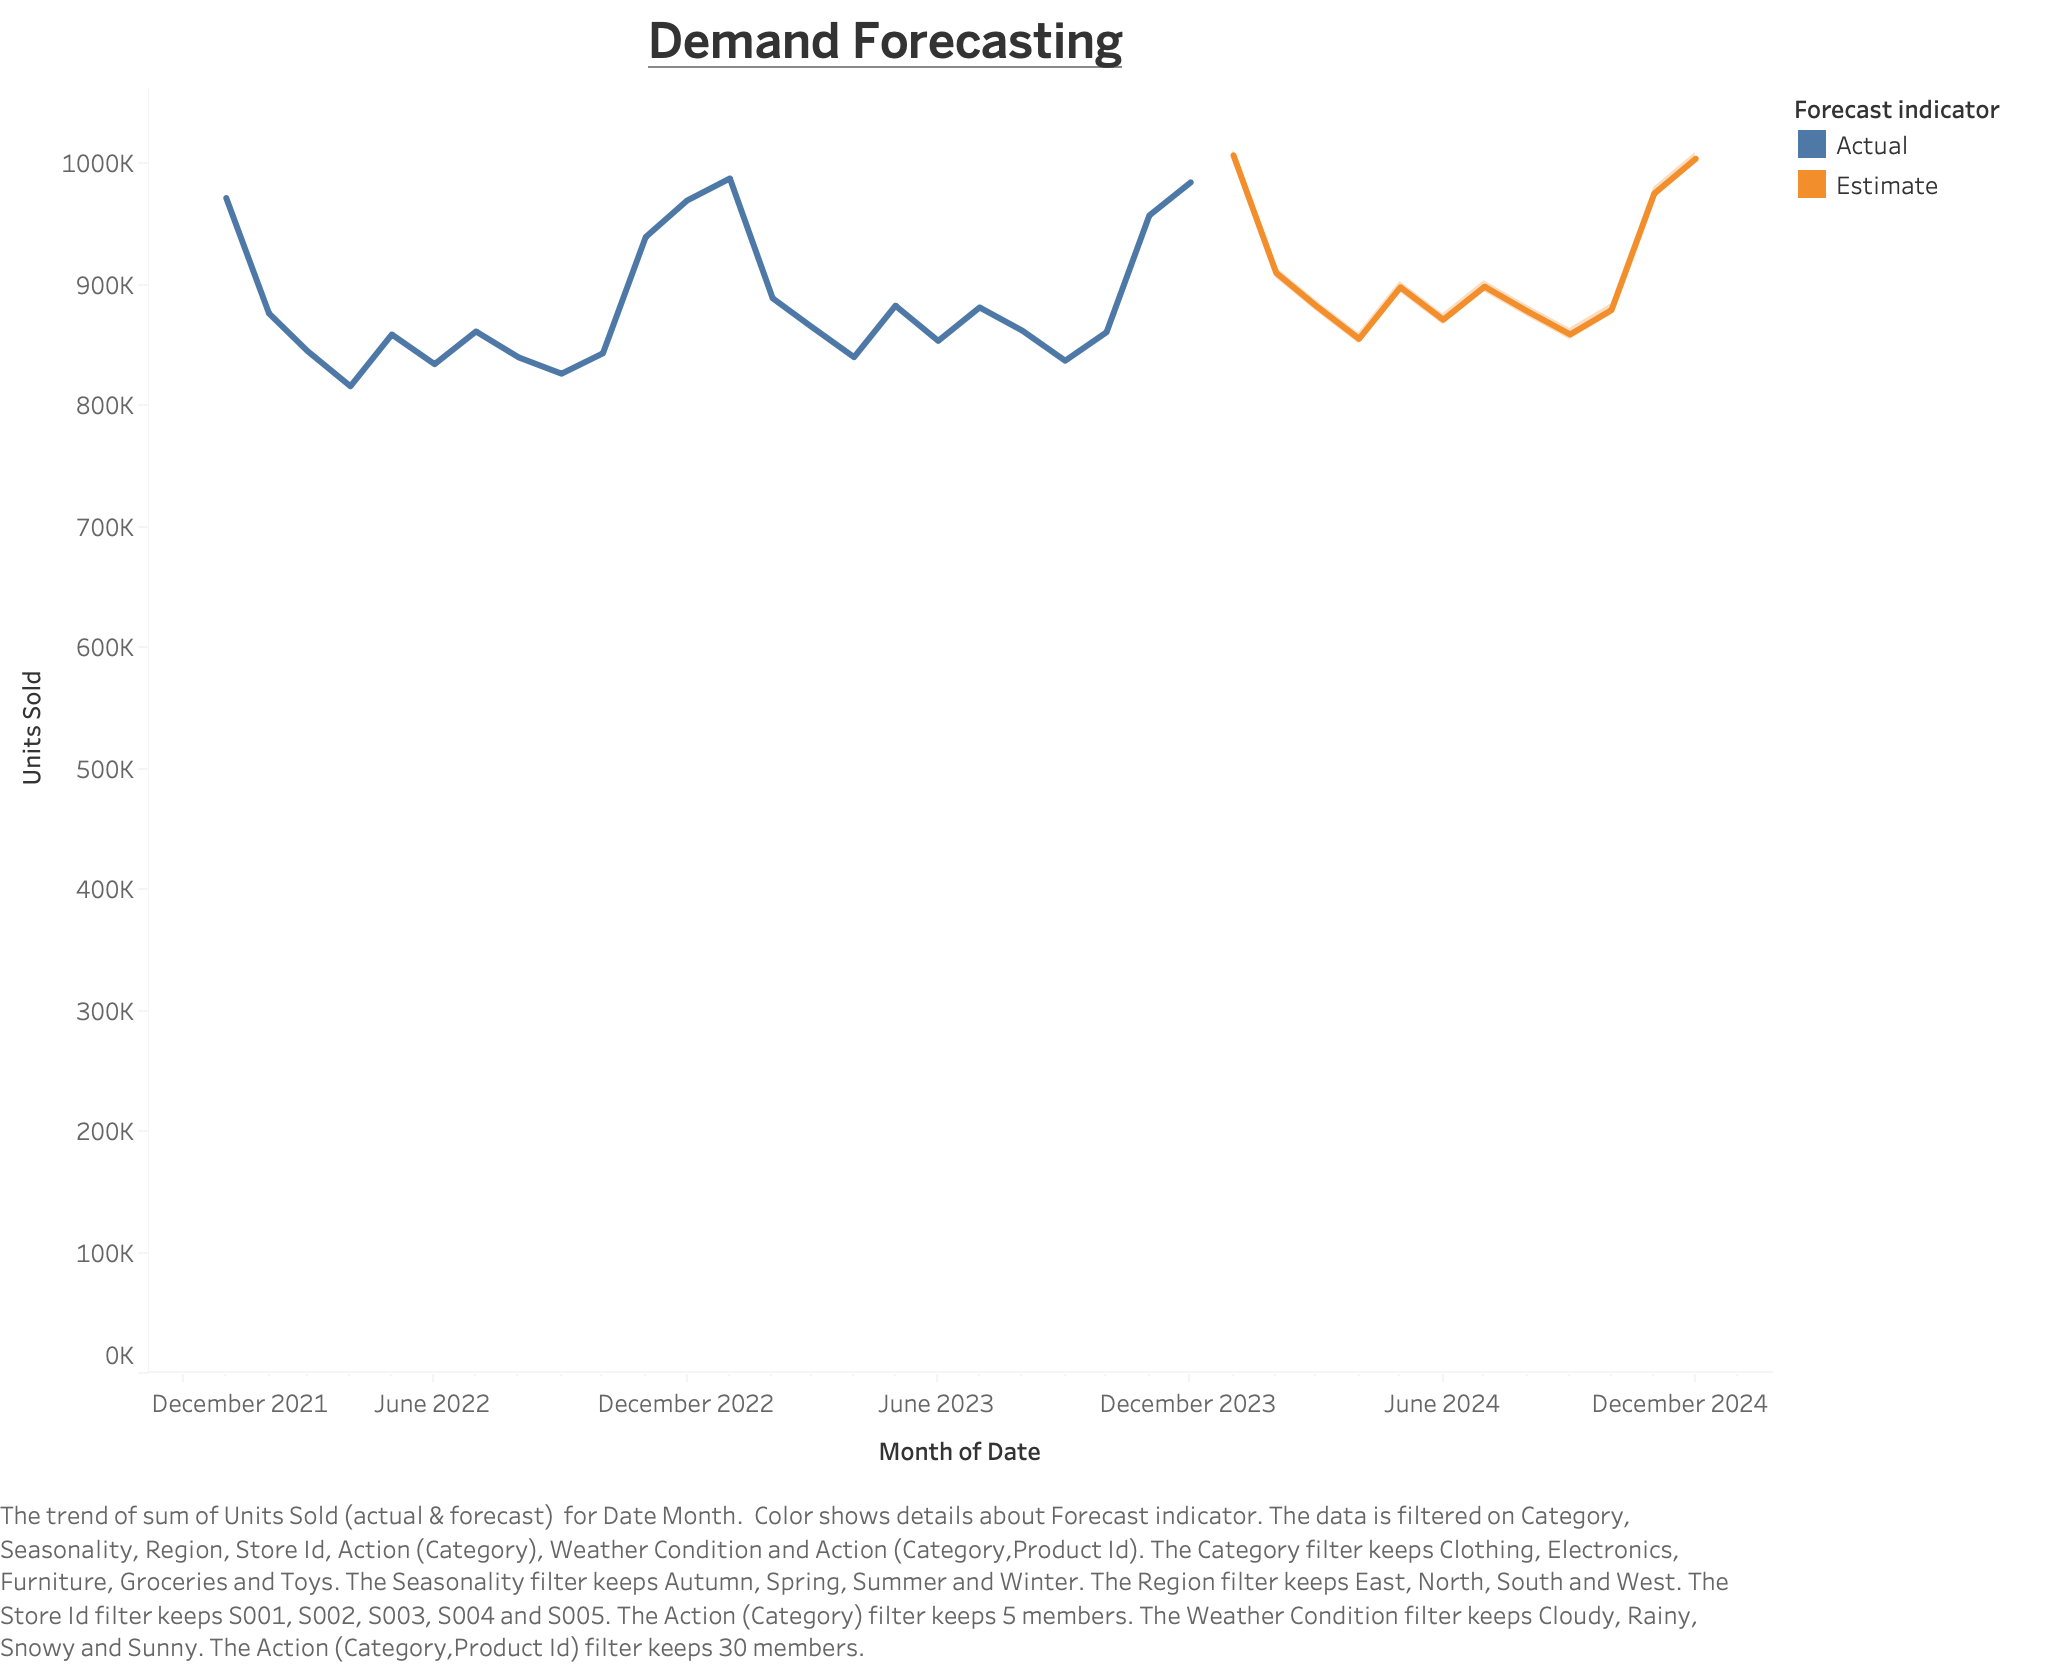 Demand Forecasting
Forecast indicator
Actual
Estimate
1000K
900K
800K
700K
600K
500K
400K
300K
200K
100K
0K
Units Sold
December 2021
June 2022
December 2022
June 2023
December 2023
June 2024
December 2024
Month of Date
The trend of sum of Units Sold (actual & forecast)  for Date Month.  Color shows details about Forecast indicator. The data is filtered on Category,
Seasonality, Region, Store Id, Action (Category), Weather Condition and Action (Category,Product Id). The Category filter keeps Clothing, Electronics,
Furniture, Groceries and Toys. The Seasonality filter keeps Autumn, Spring, Summer and Winter. The Region filter keeps East, North, South and West. The
Store Id filter keeps S001, S002, S003, S004 and S005. The Action (Category) filter keeps 5 members. The Weather Condition filter keeps Cloudy, Rainy,
Snowy and Sunny. The Action (Category,Product Id) filter keeps 30 members.